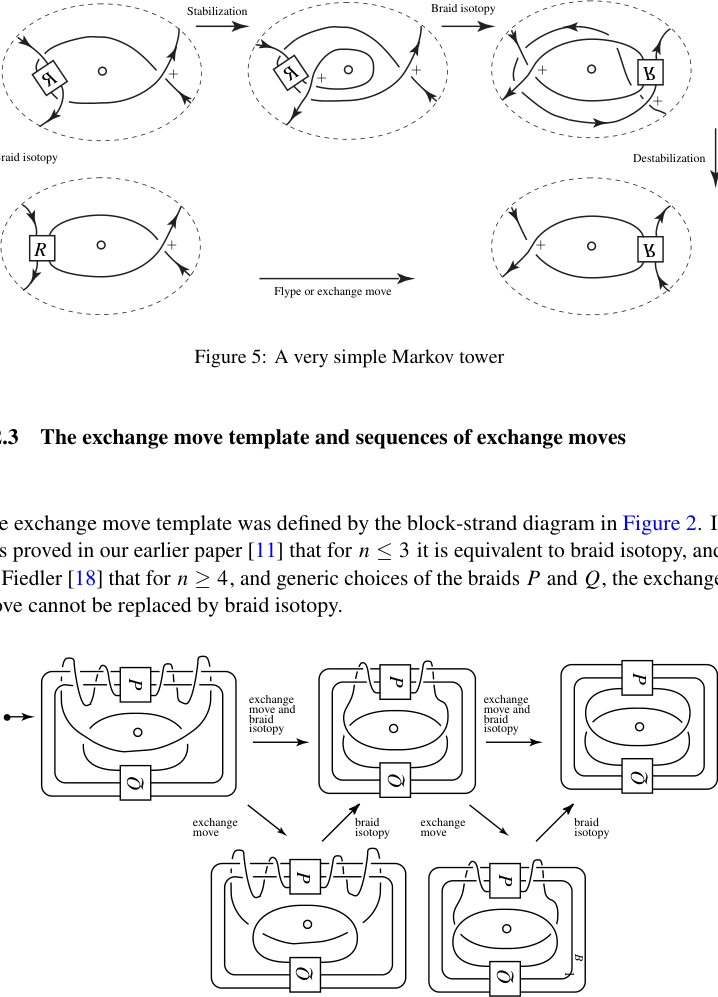 Stabilization
Braid isotopy
R
+
R
+
+
R
+
+
raid isotopy
Destabilization
R
+
+
R
Flype or exchange move
Figure 5: A very simple Markov tower
2.3 The exchange move template and sequences of exchange moves
e exchange move template was defined by the block-strand diagram in Figure 2. I
s proved in our earlier paper [11] that for n ≤ 3 it is equivalent to braid isotopy, and
Fiedler [18] that for n ≥ 4, and generic choices of the braids P and Q, the exchange
ove cannot be replaced by braid isotopy.
P
P
P
exchange
move and
braid
isotopy
exchange
move and
braid
isotopy
Q
Q
Q
exchange
move
braid
isotopy
exchange
move
braid
isotopy
P
P
B
Q
Q